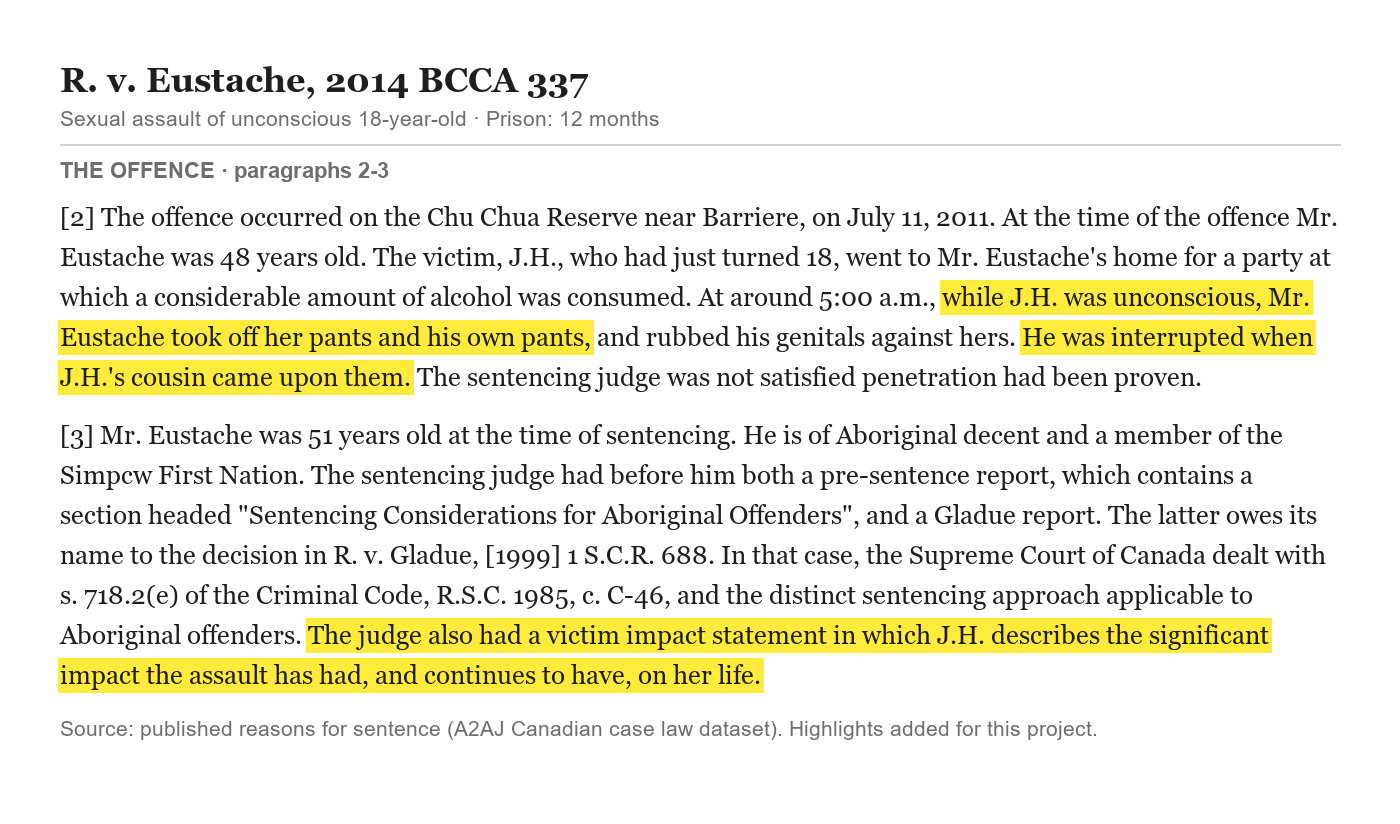 R. v. Eustache, 2014 BCCA 337
Sexual assault of unconscious 18-year-old · Prison: 12 months
THE OFFENCE · paragraphs 2-3
[2] The offence occurred on the Chu Chua Reserve near Barriere, on July 11, 2011. At the time of the offence Mr.
Eustache was 48 years old. The victim, J.H., who had just turned 18, went to Mr. Eustache's home for a party at
which a considerable amount of alcohol was consumed. At around 5:00 a.m., while J.H. was unconscious, Mr.
Eustache took off her pants and his own pants, and rubbed his genitals against hers. He was interrupted when
J.H.'s cousin came upon them. The sentencing judge was not satisfied penetration had been proven.
[3] Mr. Eustache was 51 years old at the time of sentencing. He is of Aboriginal decent and a member of the
Simpcw First Nation. The sentencing judge had before him both a pre-sentence report, which contains a
section headed "Sentencing Considerations for Aboriginal Offenders", and a Gladue report. The latter owes its
name to the decision in R. v. Gladue, [1999] 1 S.C.R. 688. In that case, the Supreme Court of Canada dealt with
s. 718.2(e) of the Criminal Code, R.S.C. 1985, c. C-46, and the distinct sentencing approach applicable to
Aboriginal offenders. The judge also had a victim impact statement in which J.H. describes the significant
impact the assault has had, and continues to have, on her life.
Source: published reasons for sentence (A2AJ Canadian case law dataset). Highlights added for this project.